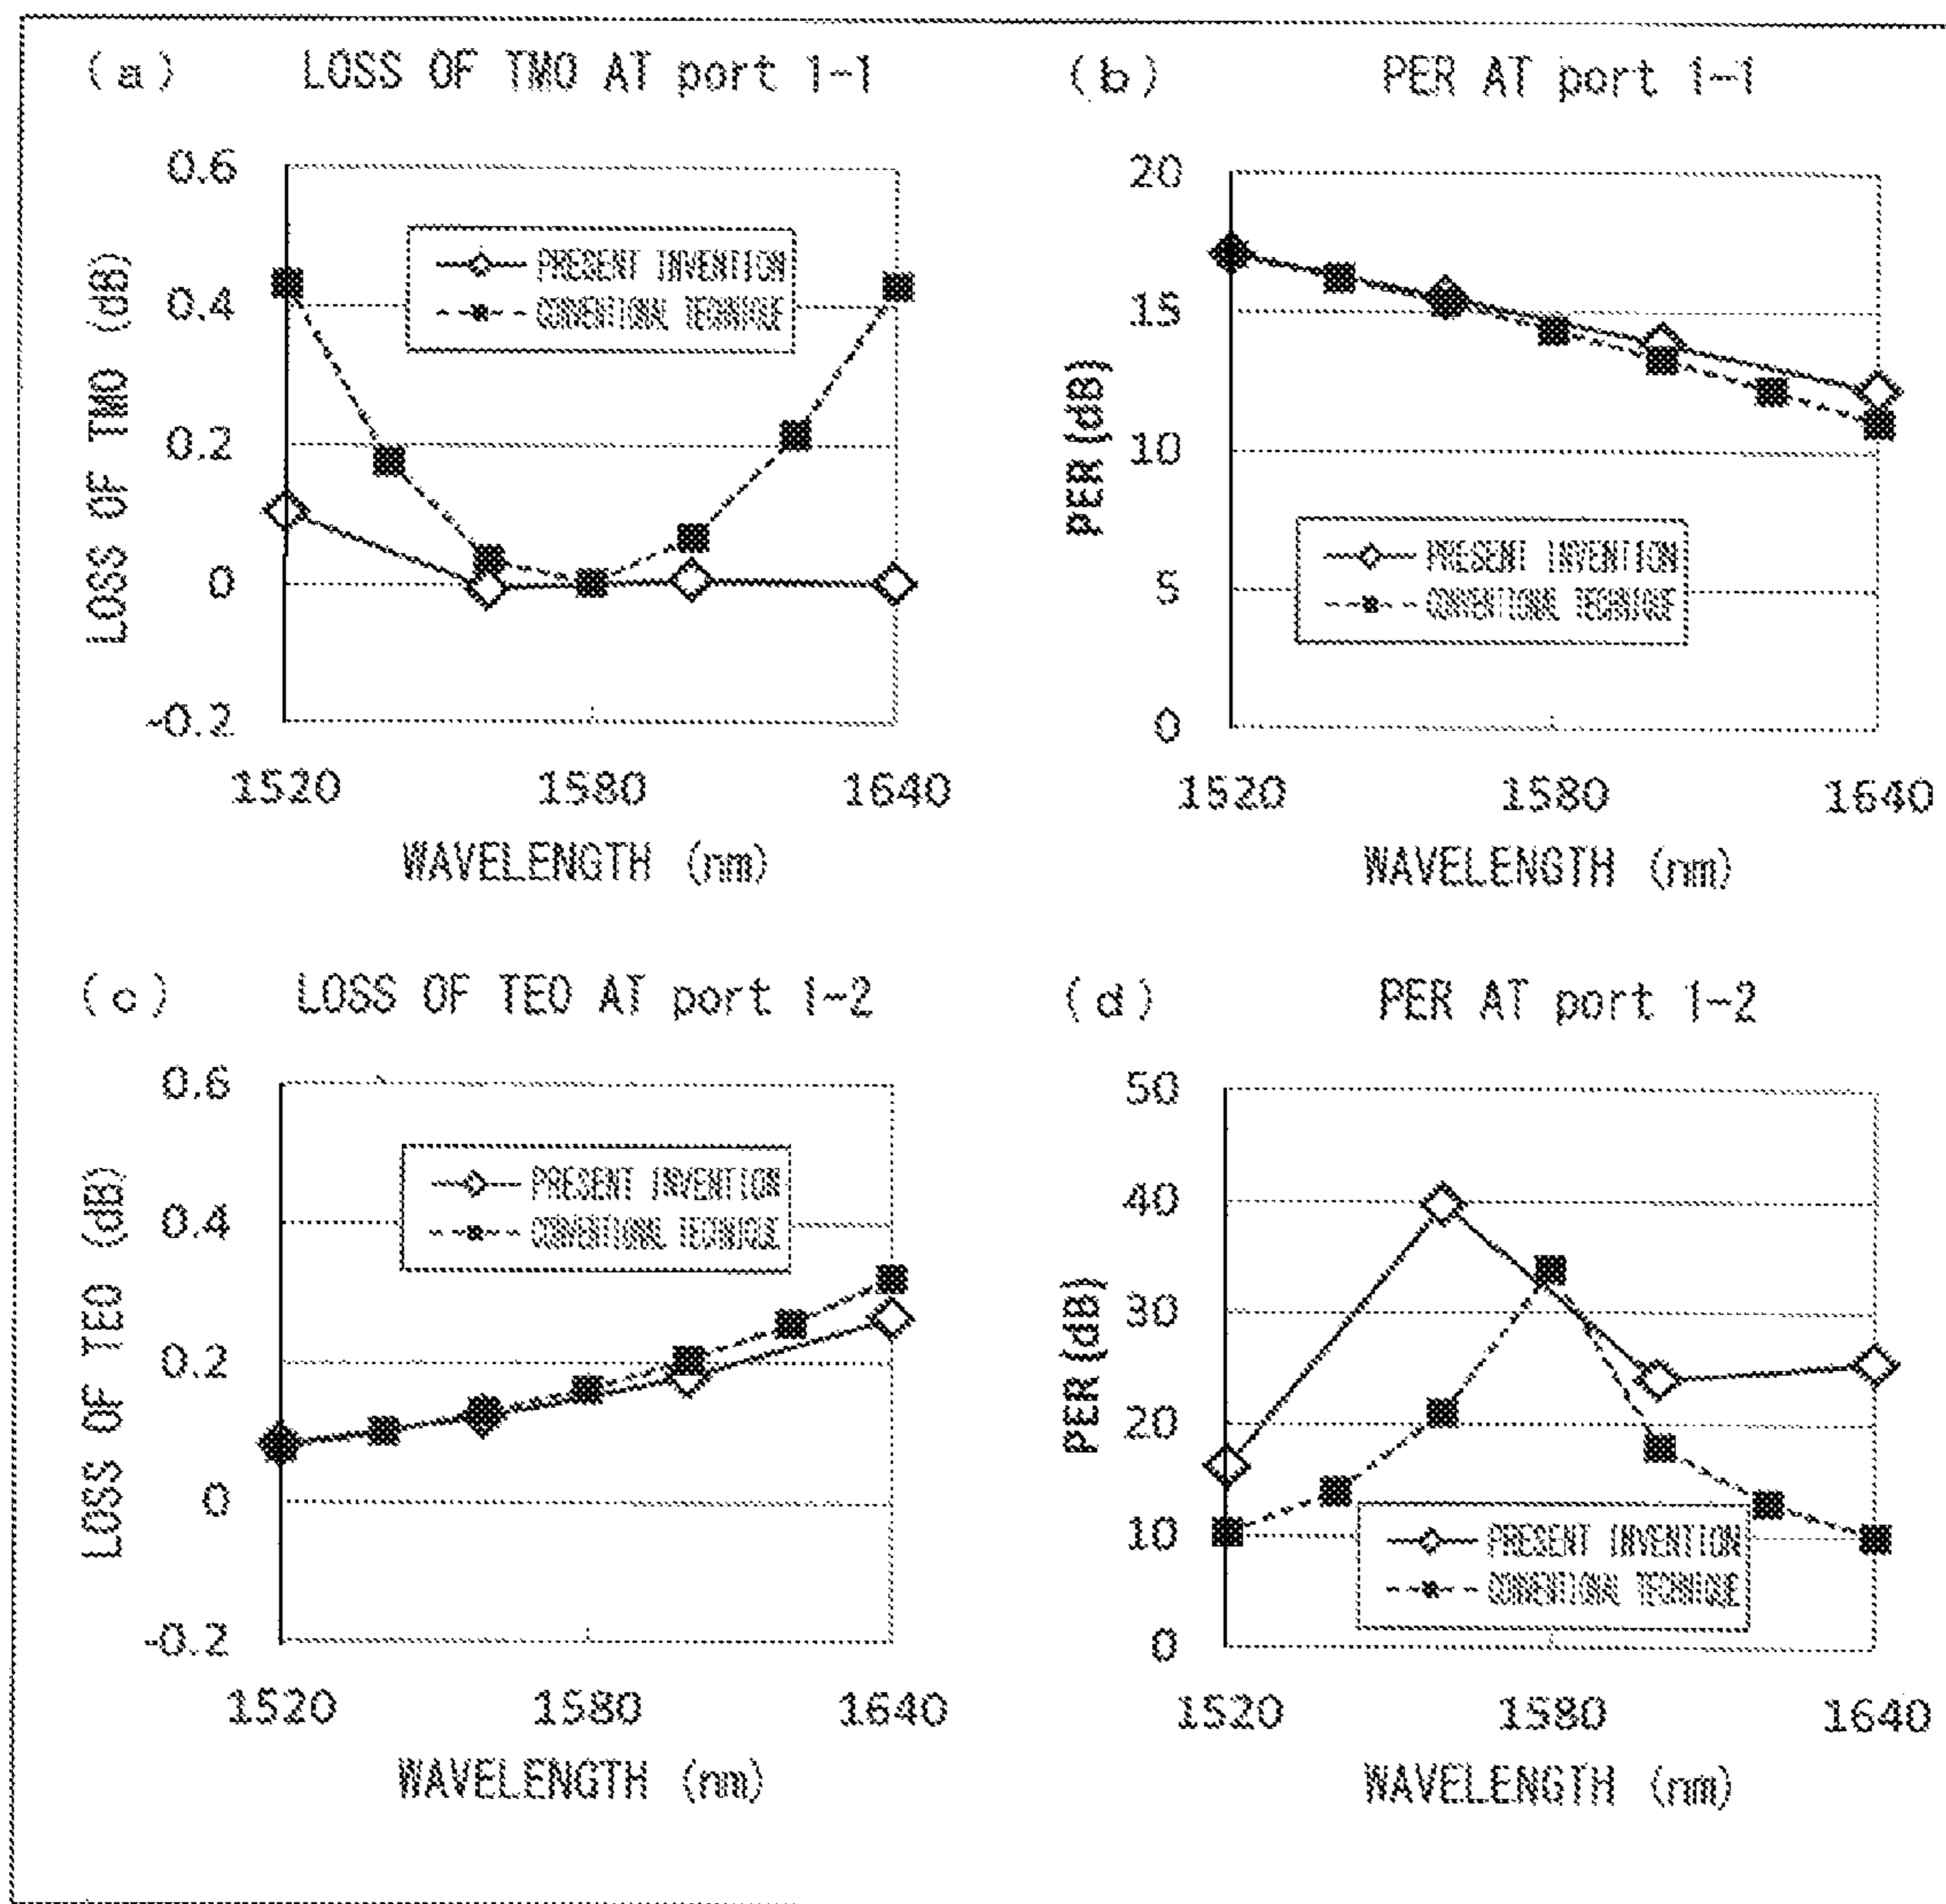 (a) LOSS OF TM0 AT port 1-1
0.6
0.4
0.2
0
-0.2
LOSS OF TM0 (dB)
PRESENT INVENTION
CONVENTIONAL TECHNIQUE
1520 1580 1640
WAVELENGTH (nm)
(b) PER AT port 1-1
20
15
10
5
0
PER (dB)
PRESENT INVENTION
CONVENTIONAL TECHNIQUE
1520 1580 1640
WAVELENGTH (nm)
(c) LOSS OF TE0 AT port 1-2
0.6
0.4
0.2
0
-0.2
LOSS OF TE0 (dB)
PRESENT INVENTION
CONVENTIONAL TECHNIQUE
1520 1580 1640
WAVELENGTH (nm)
(d) PER AT port 1-2
50
40
30
20
10
0
PER (dB)
PRESENT INVENTION
CONVENTIONAL TECHNIQUE
1520 1580 1640
WAVELENGTH (nm)